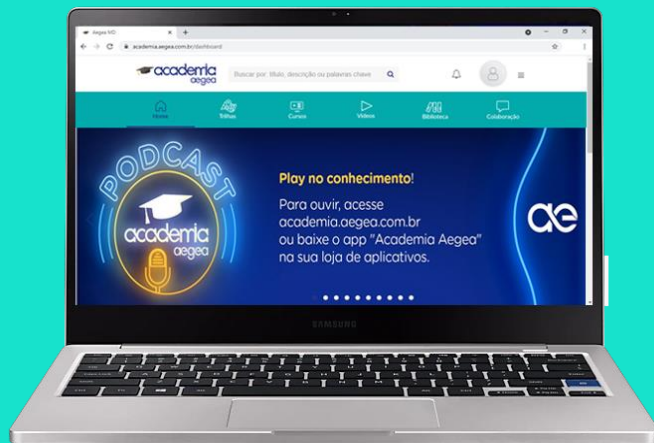 Aegea MD
academia.aegea.com.br/dashboard
academia
aegea
Buscar por: título, descrição ou palavras chave
Home
Trilhas
Cursos
Vídeos
Biblioteca
Colaboração
PODCAST
academia
aegea
Play no conhecimento!
Para ouvir, acesse
academia.aegea.com.br
ou baixe o app "Academia Aegea"
na sua loja de aplicativos.
ae
SAMSUNG